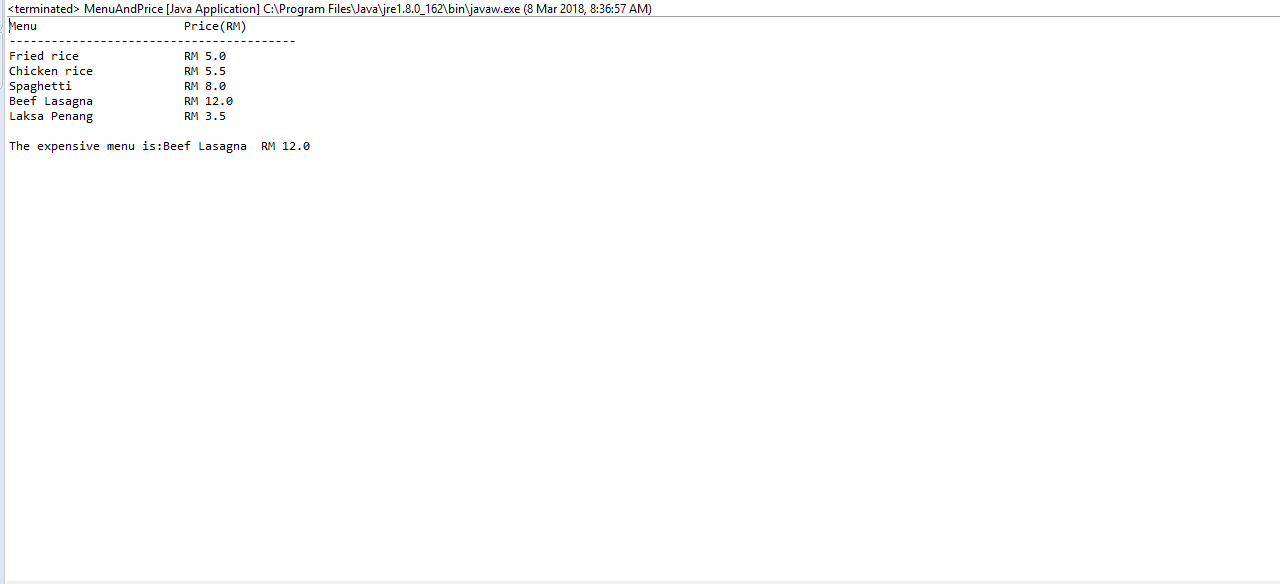 <terminated> MenuAndPrice [Java Application] C:\Program Files\Java\jre1.8.0_162\bin\javaw.exe (8 Mar 2018, 8:36:57 AM)
Menu                     Price(RM)
-----------------------------------------
Fried rice               RM 5.0
Chicken rice             RM 5.5
Spaghetti                RM 8.0
Beef Lasagna             RM 12.0
Laksa Penang             RM 3.5
The expensive menu is:Beef Lasagna  RM 12.0